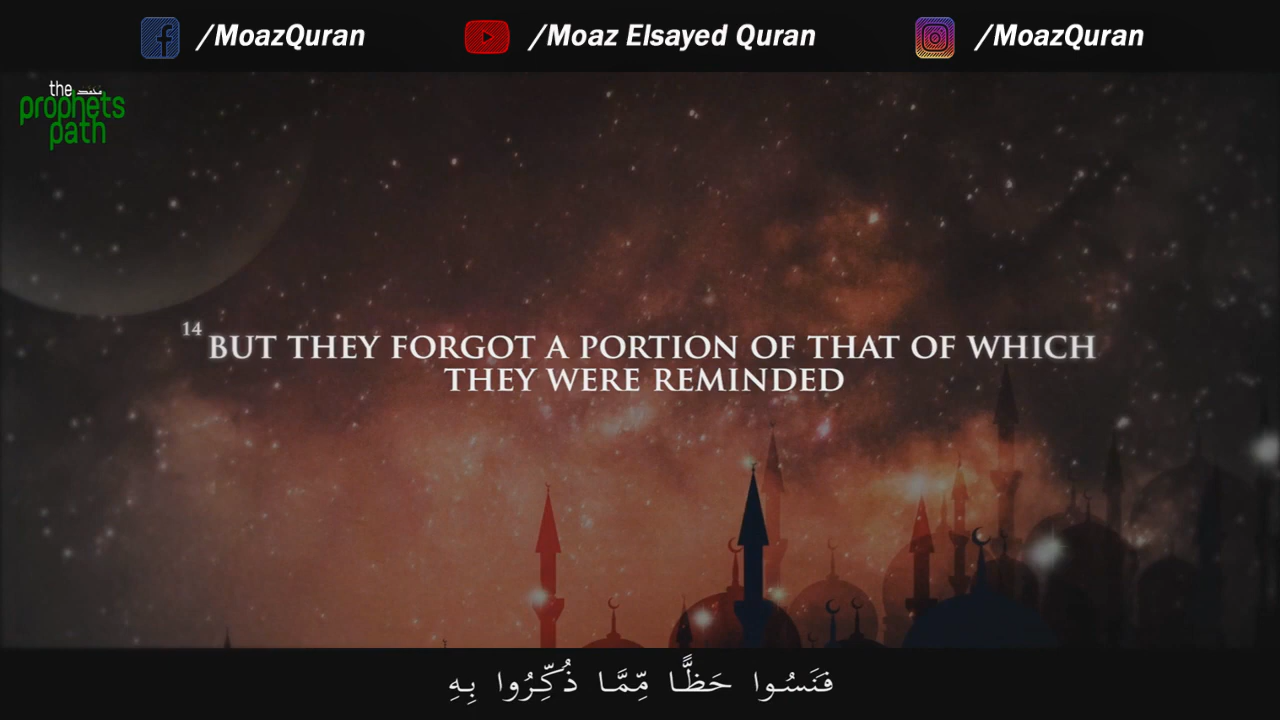 /MoazQuran
/Moaz Elsayed Quran
/MoazQuran
the محمد
prophets
path
14 BUT THEY FORGOT A PORTION OF THAT OF WHICH
THEY WERE REMINDED
فَنَسُوا حَظًّا مِّمَّا ذُكِّرُوا بِهِ